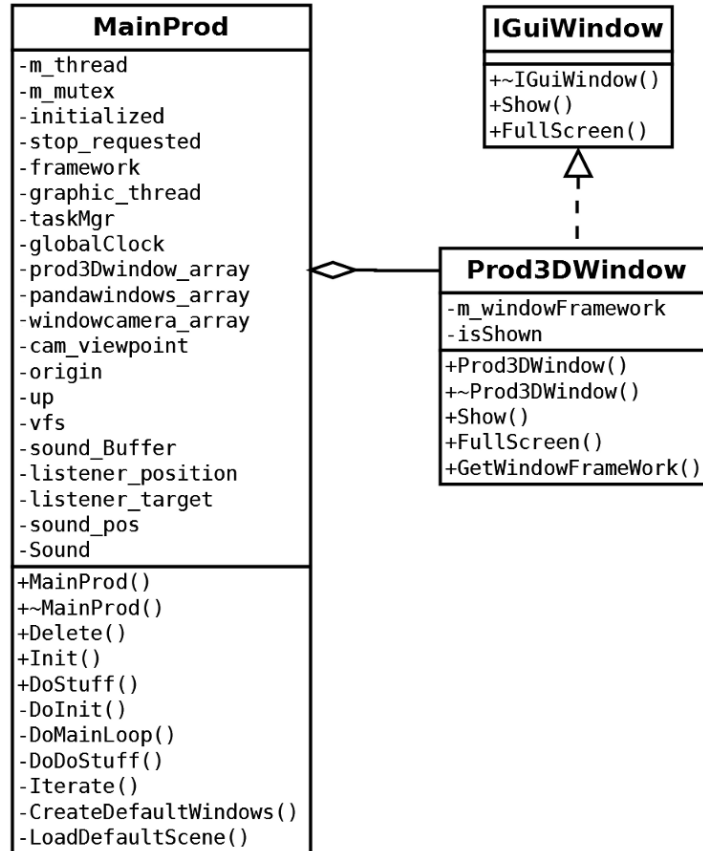 MainProd
-m_thread
-m_mutex
-initialized
-stop_requested
-framework
-graphic_thread
-taskMgr
-globalClock
-prod3Dwindow_array
-pandawindows_array
-windowcamera_array
-cam_viewpoint
-origin
-up
-vfs
-sound_Buffer
-listener_position
-listener_target
-sound_pos
-Sound
+MainProd()
+~MainProd()
+Delete()
+Init()
+DoStuff()
-DoInit()
-DoMainLoop()
-DoDoStuff()
-Iterate()
-CreateDefaultWindows()
-LoadDefaultScene()
IGuiWindow
+~IGuiWindow()
+Show()
+FullScreen()
Prod3DWindow
-m_windowFramework
-isShown
+Prod3DWindow()
+~Prod3DWindow()
+Show()
+FullScreen()
+GetWindowFrameWork()